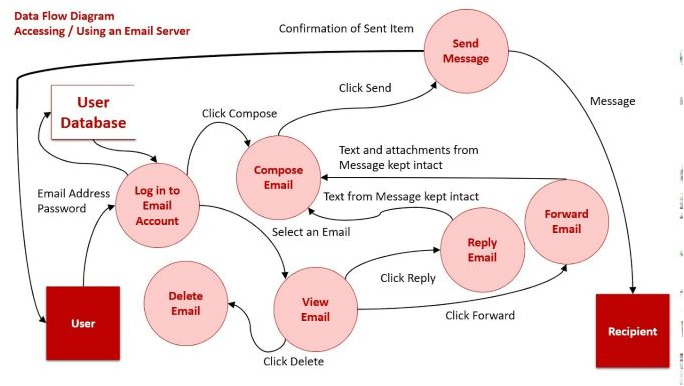 Data Flow Diagram
Accessing / Using an Email Server
Confirmation of Sent Item
Send
Message
Click Send
Message
User
Database
Click Compose
Compose
Email
Text and attachments from
Message kept intact
Email Address
Password
Log in to
Email
Account
Text from Message kept intact
Select an Email
Forward
Email
Reply
Email
Click Reply
Delete
Email
View
Email
Click Forward
User
Recipient
Click Delete